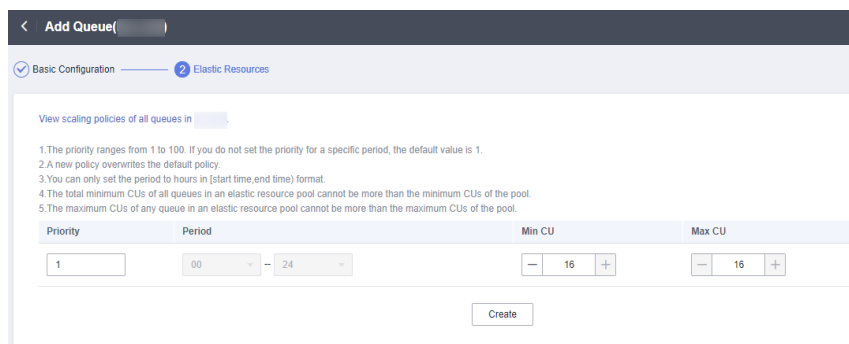 Add Queue( )
Basic Configuration 2 Elastic Resources
View scaling policies of all queues in .
1.The priority ranges from 1 to 100. If you do not set the priority for a specific period, the default value is 1.
2.A new policy overwrites the default policy.
3.You can only set the period to hours in [start time,end time) format.
4.The total minimum CUs of all queues in an elastic resource pool cannot be more than the minimum CUs of the pool.
5.The maximum CUs of any queue in an elastic resource pool cannot be more than the maximum CUs of the pool.
Priority Period Min CU Max CU
1 00 -- 24 — 16 + — 16 +
Create